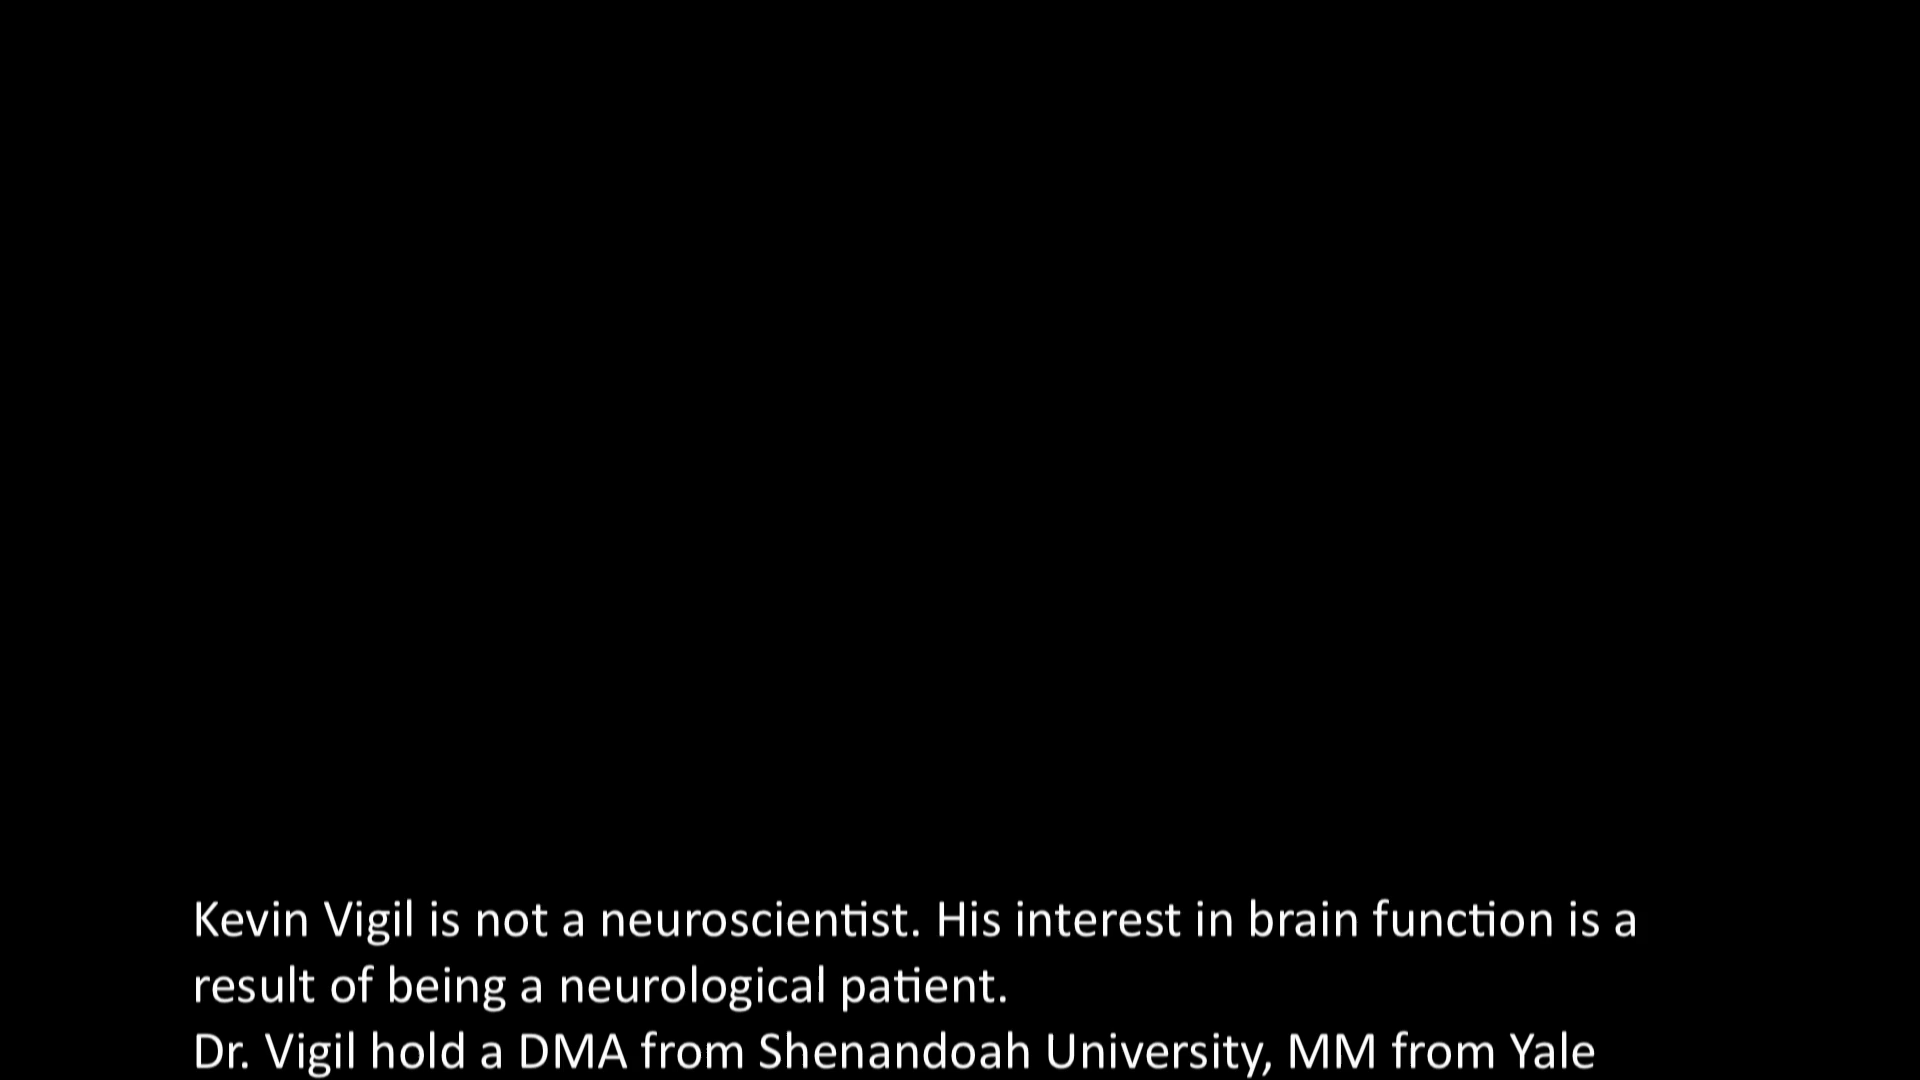 Kevin Vigil is not a neuroscientist. His interest in brain function is a
result of being a neurological patient.
Dr. Vigil hold a DMA from Shenandoah University, MM from Yale